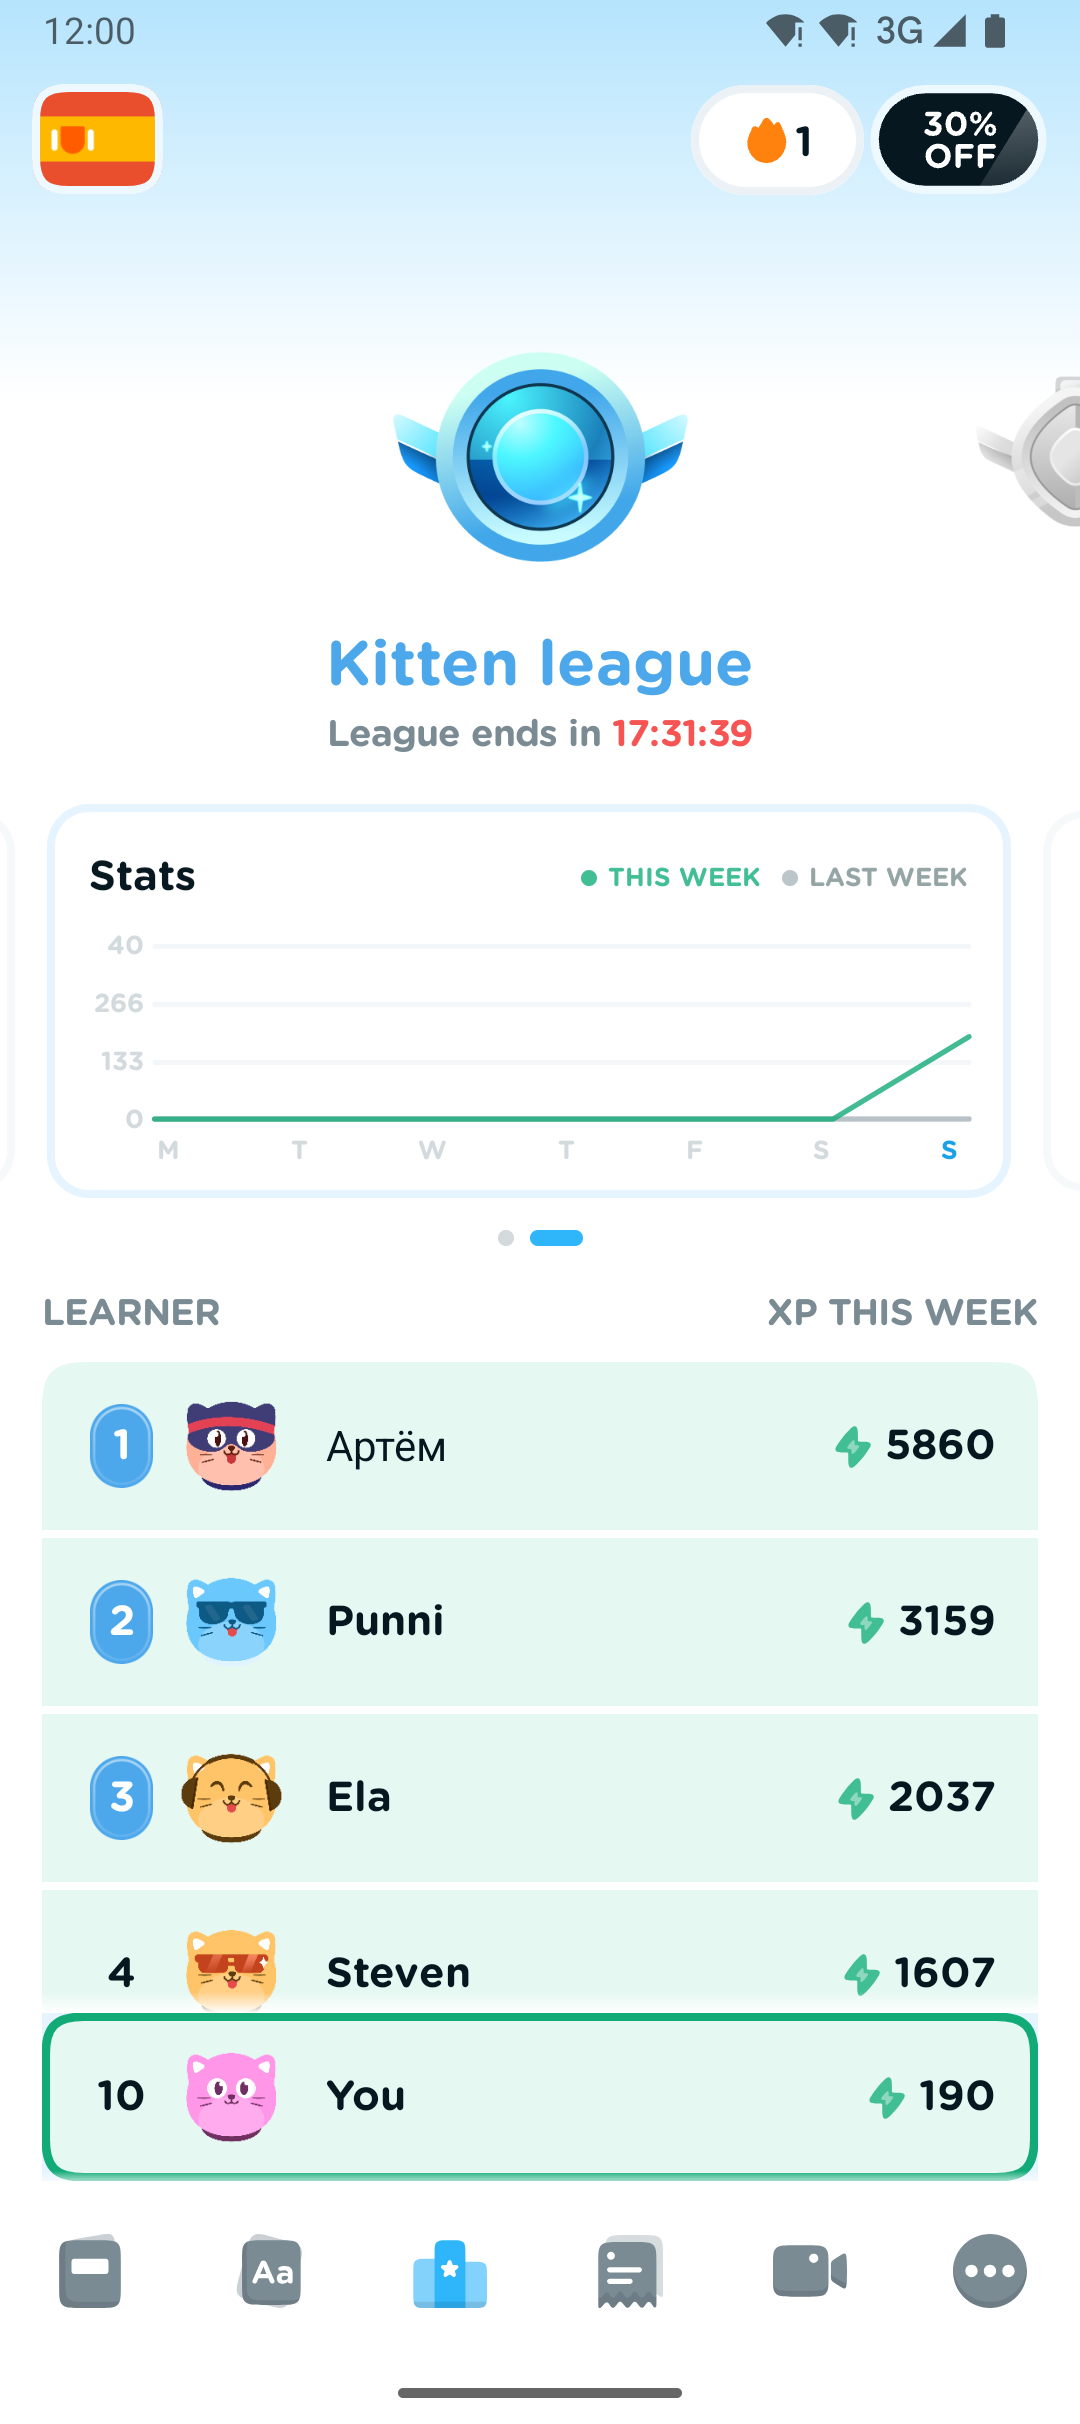 12:00
3G
1
30%
OFF
Kitten league
League ends in 17:31:39
Stats
THIS WEEK
LAST WEEK
40
266
133
0
M T W T F S S
LEARNER
XP THIS WEEK
1 Артём 5860
2 Punni 3159
3 Ela 2037
4 Steven 1607
10 You 190
Aa